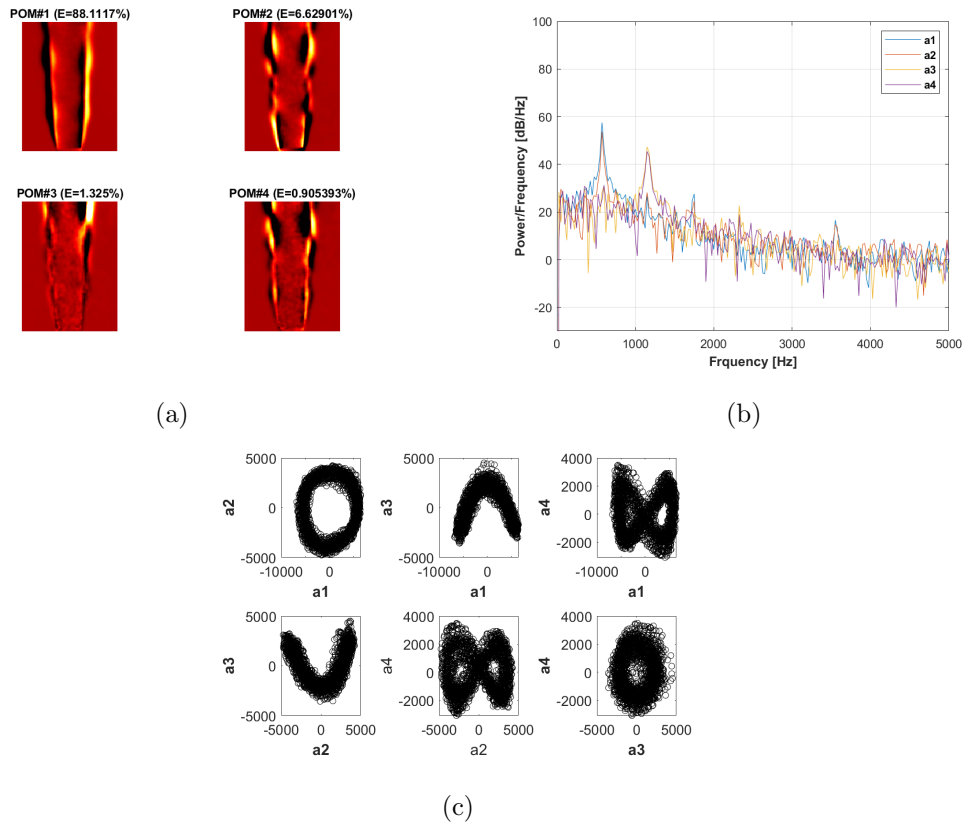 POM#1 (E=88.1117%)
POM#2 (E=6.62901%)
POM#3 (E=1.325%)
POM#4 (E=0.905393%)
(a)
100
80
60
40
20
0
-20
0
1000
2000
3000
4000
5000
Power/Frequency [dB/Hz]
Frquency [Hz]
a1
a2
a3
a4
(b)
5000
0
-5000
-10000
0
a2
a1
5000
0
-5000
-10000
0
a3
a1
4000
2000
0
-2000
-10000
0
a4
a1
5000
0
-5000
-5000
0
5000
a3
a2
4000
2000
0
-2000
-5000
0
5000
a4
a2
4000
2000
0
-2000
-5000
0
5000
a4
a3
(c)